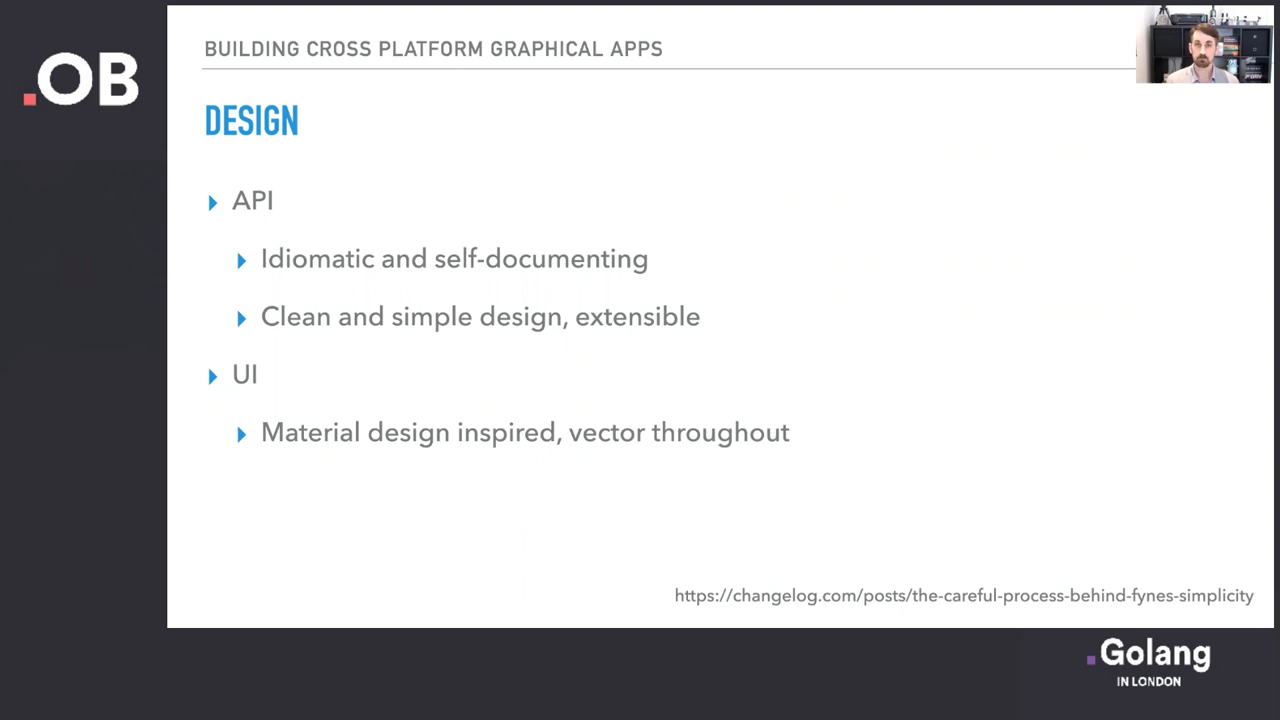 .OB
BUILDING CROSS PLATFORM GRAPHICAL APPS
DESIGN
API
Idiomatic and self-documenting
Clean and simple design, extensible
UI
Material design inspired, vector throughout
https://changelog.com/posts/the-careful-process-behind-fynes-simplicity
.Golang
IN LONDON